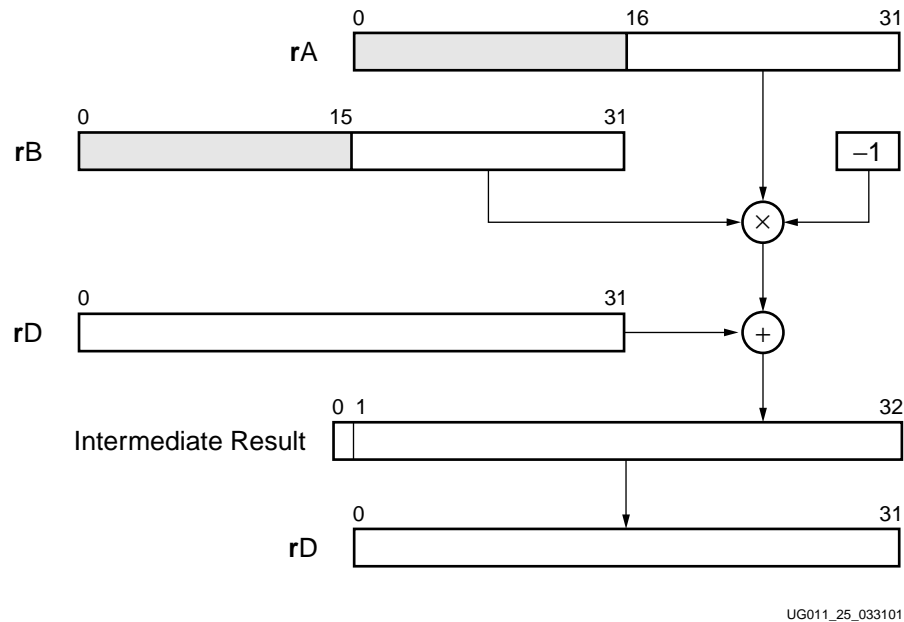 0 16 31
rA
0 15 31
rB −1
×
0 31
rD +
0 1 32
Intermediate Result
0 31
rD
UG011_25_033101